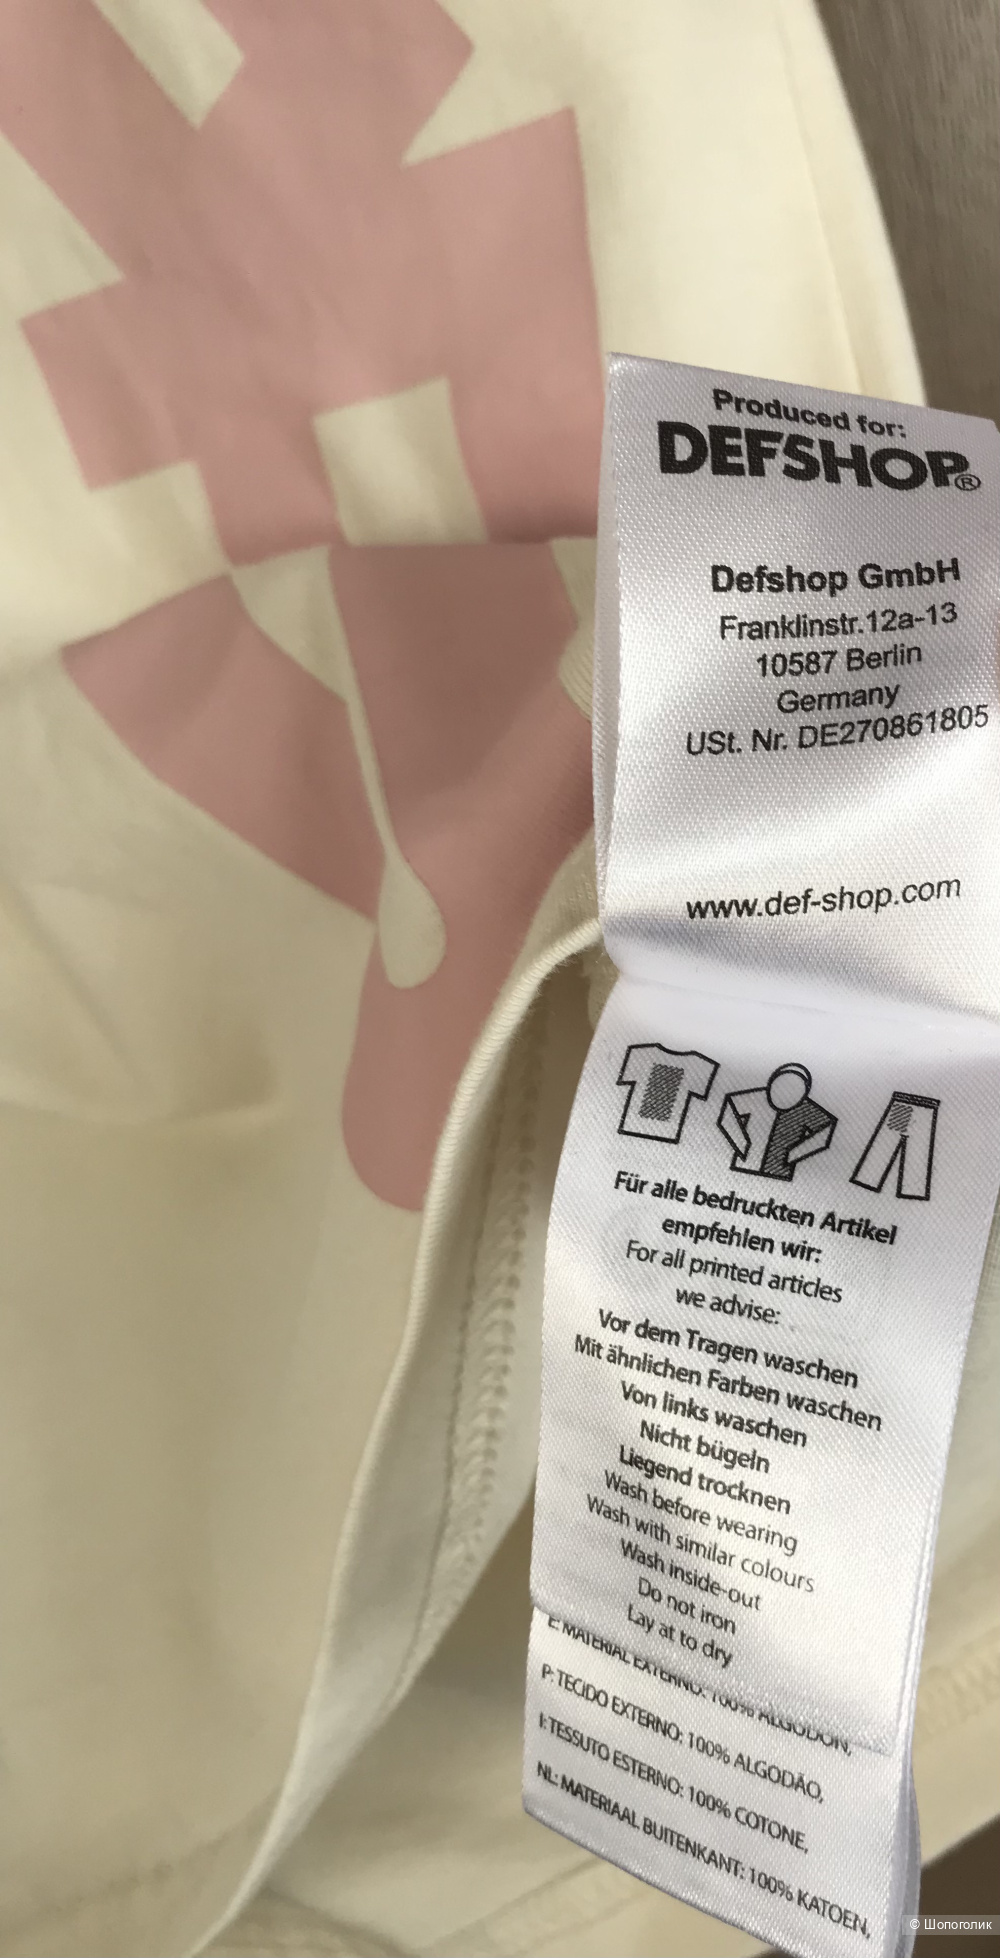 Produced for:
DEFSHOP®
Defshop GmbH
Franklinstr.12a-13
10587 Berlin
Germany
USt. Nr. DE270861805
www.def-shop.com
Für alle bedruckten Artikel
empfehlen wir:
For all printed articles
we advise:
Vor dem Tragen waschen
Mit ähnlichen Farben waschen
Von links waschen
Nicht bügeln
Liegend trocknen
Wash before wearing
Wash with similar colours
Wash inside-out
Do not iron
Lay at to dry
E: MATERIAL EXTERNO: 100% ALGODÓN,
P: TECIDO EXTERNO: 100% ALGODÃO,
I: TESSUTO ESTERNO: 100% COTONE,
NL: MATERIAAL BUITENKANT: 100% KATOEN,
© Шопоголик